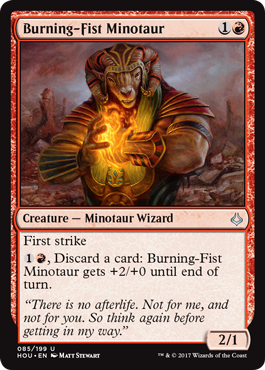 Burning-Fist Minotaur 1
Creature — Minotaur Wizard
First strike
1, Discard a card: Burning-Fist
Minotaur gets +2/+0 until end of
turn.
"There is no afterlife. Not for me, and
not for you. So think again before
getting in my way."
2/1
085/199 U
HOU • EN MATT STEWART
™ & © 2017 Wizards of the Coast